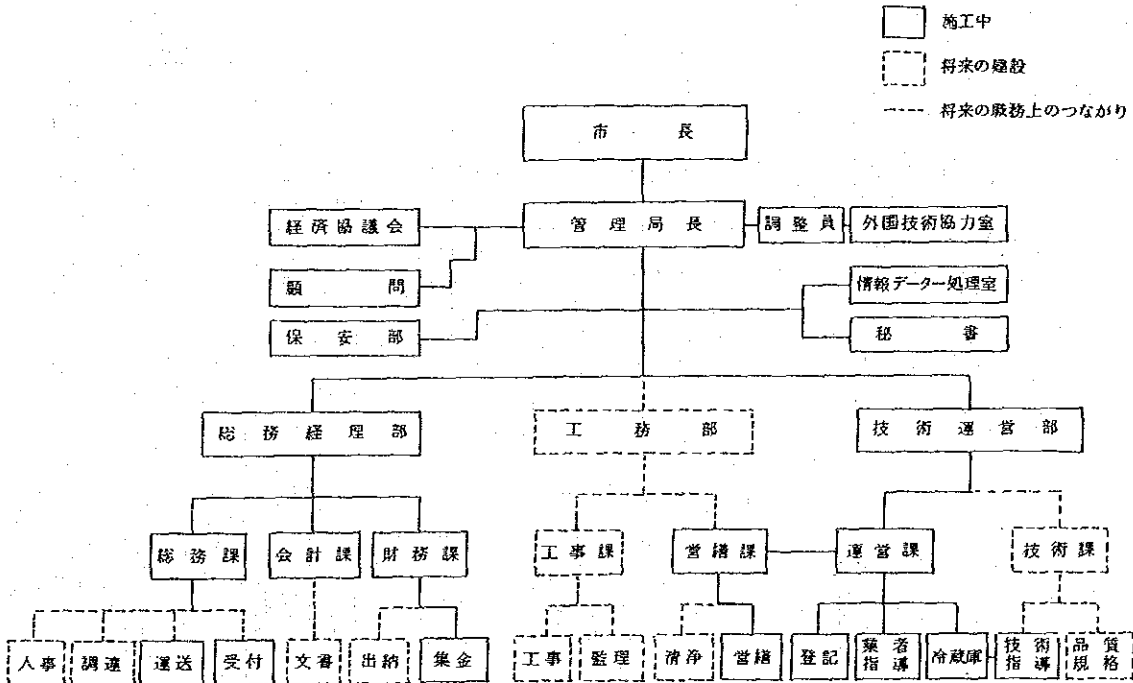 施工中
将来の建設
将来の職務上のつながり
市長
経済協議会
管理局長
調整員
外国技術協力室
顧問
情報データー処理室
保安部
秘書
総務経理部
工務部
技術運営部
総務課
会計課
財務課
工事課
営繕課
運営課
技術課
人事
調達
運送
受付
文書
出納
集金
工事
監理
清浄
営繕
登記
業者
指導
冷蔵庫
技術
指導
品質
規格